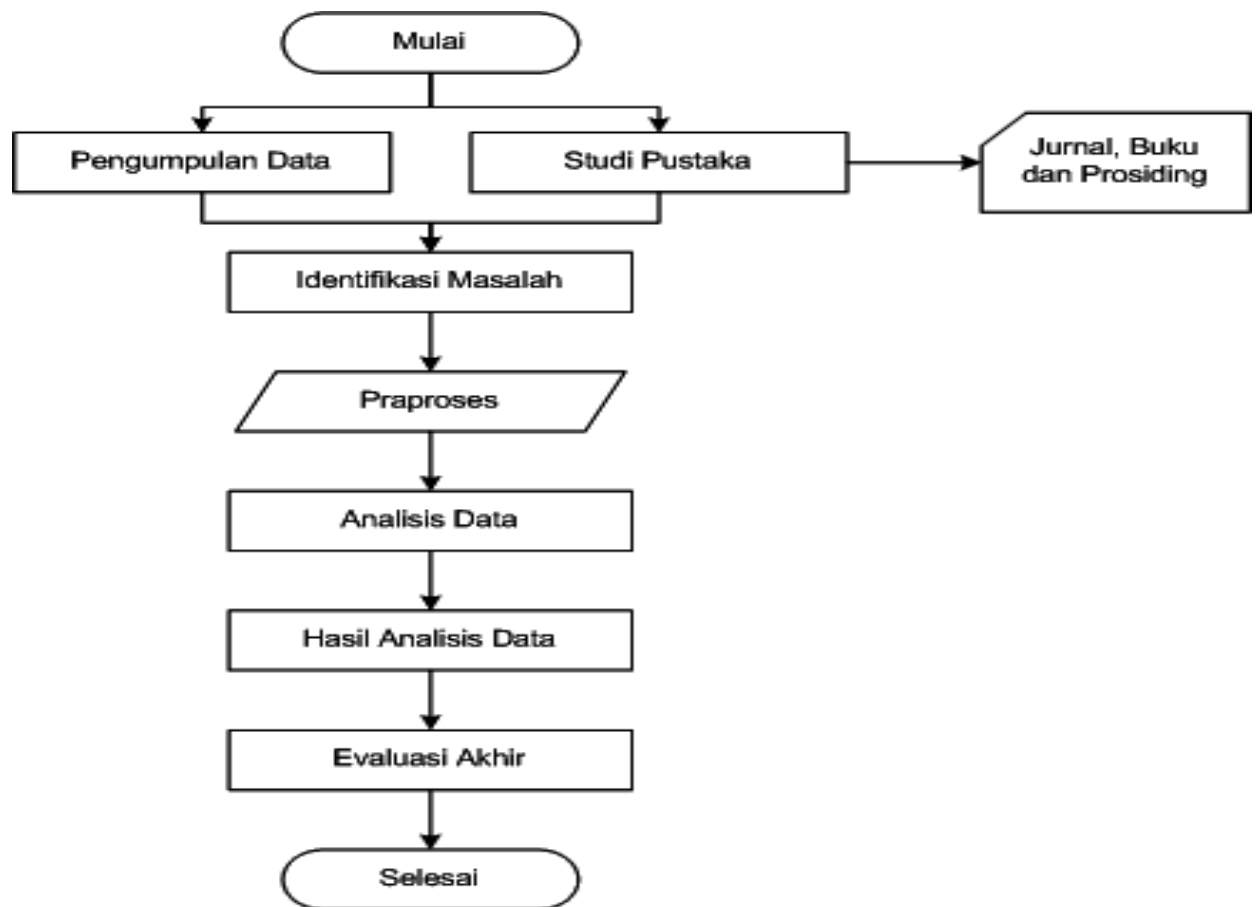 Mulai
Pengumpulan Data
Studi Pustaka
Jurnal, Buku
dan Prosiding
Identifikasi Masalah
Praproses
Analisis Data
Hasil Analisis Data
Evaluasi Akhir
Selesai